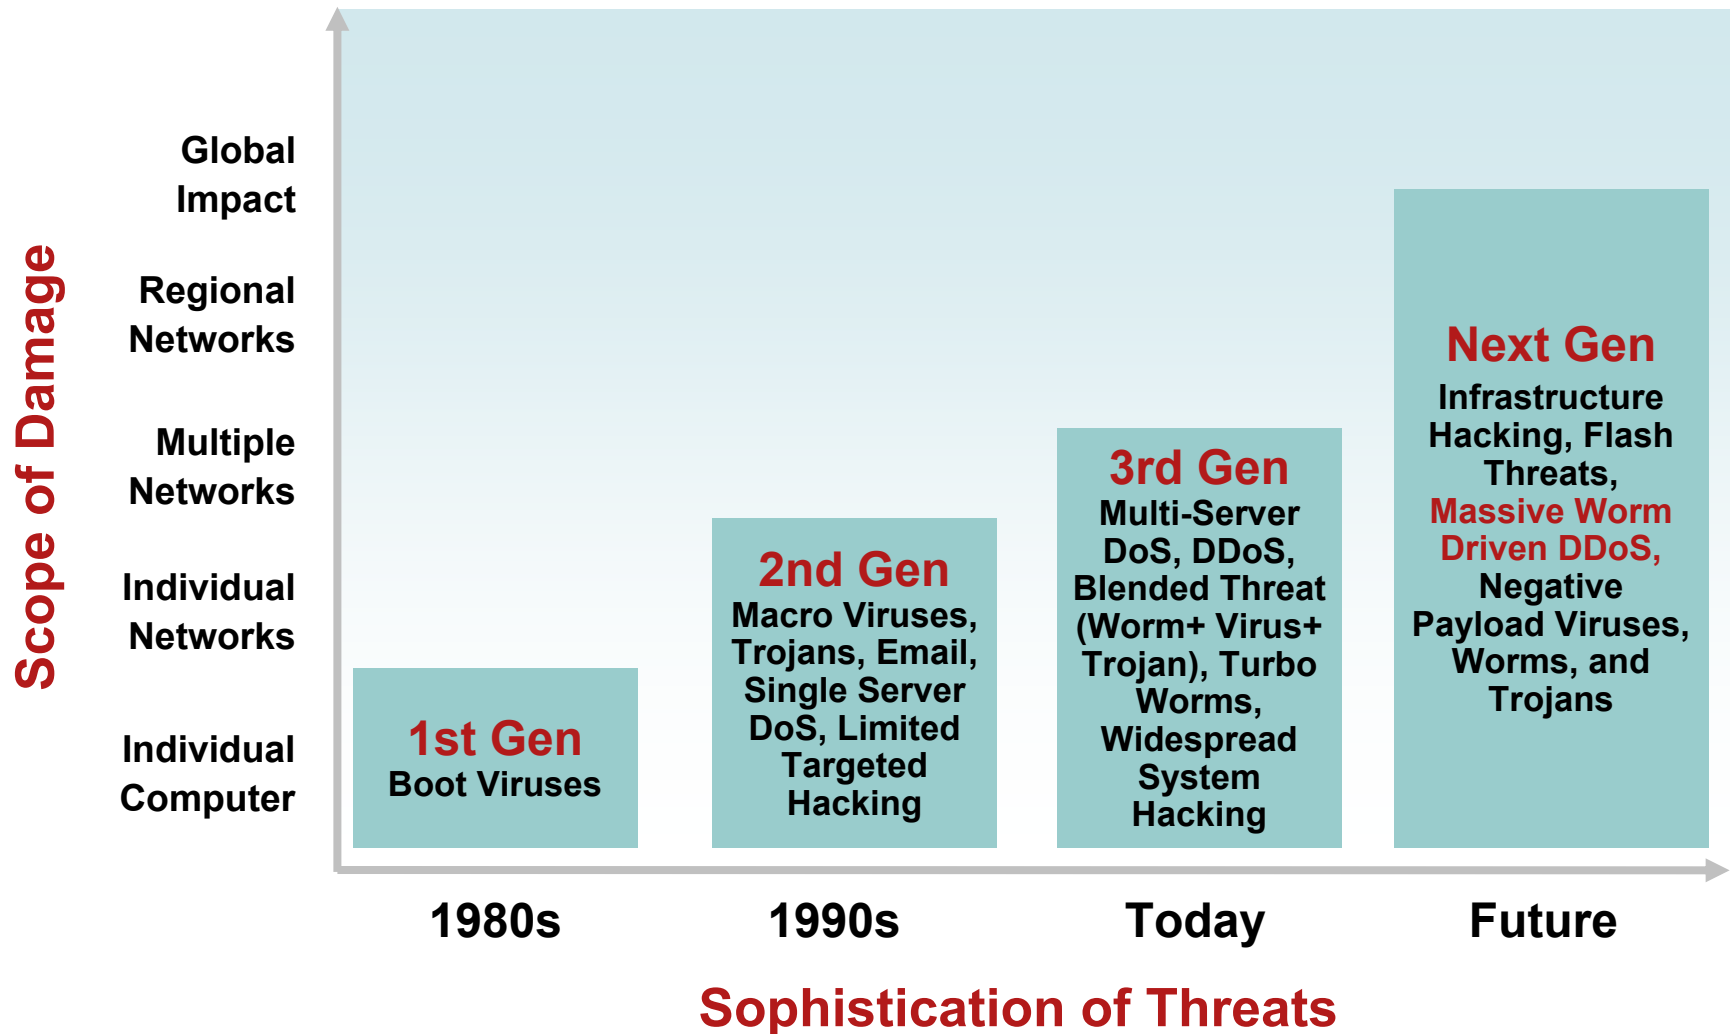 Scope of Damage
Global
Impact
Regional
Networks
Multiple
Networks
Individual
Networks
Individual
Computer
1st Gen
Boot Viruses
2nd Gen
Macro Viruses,
Trojans, Email,
Single Server
DoS, Limited
Targeted
Hacking
3rd Gen
Multi-Server
DoS, DDoS,
Blended Threat
(Worm+ Virus+
Trojan), Turbo
Worms,
Widespread
System
Hacking
Next Gen
Infrastructure
Hacking, Flash
Threats,
Massive Worm
Driven DDoS,
Negative
Payload Viruses,
Worms, and
Trojans
1980s
1990s
Today
Future
Sophistication of Threats